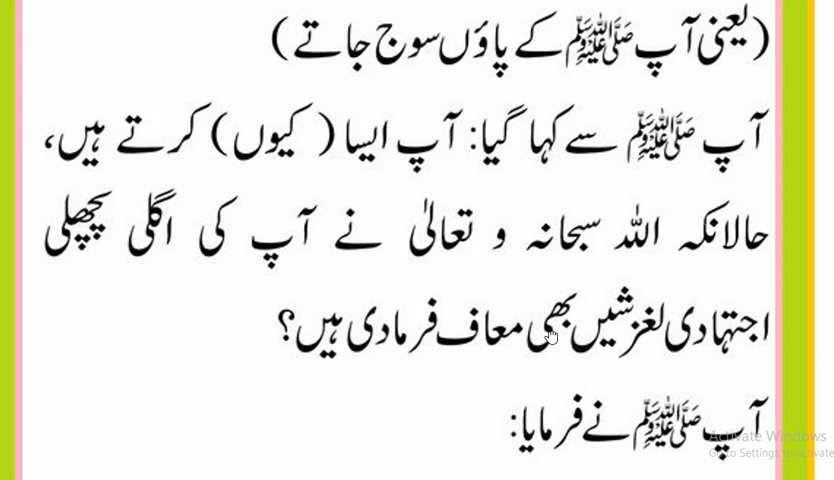 (یعنی آپ ﷺ کے پاؤں سوج جاتے)
آپ ﷺ سے کہا گیا: آپ ایسا (کیوں) کرتے ہیں،
حالانکہ اللہ سبحانہ و تعالیٰ نے آپ کی اگلی پچھلی
اجتہادی لغزشیں بھی معاف فرما دی ہیں؟
آپ ﷺ نے فرمایا:
Activate Windows
Go to Settings to activate